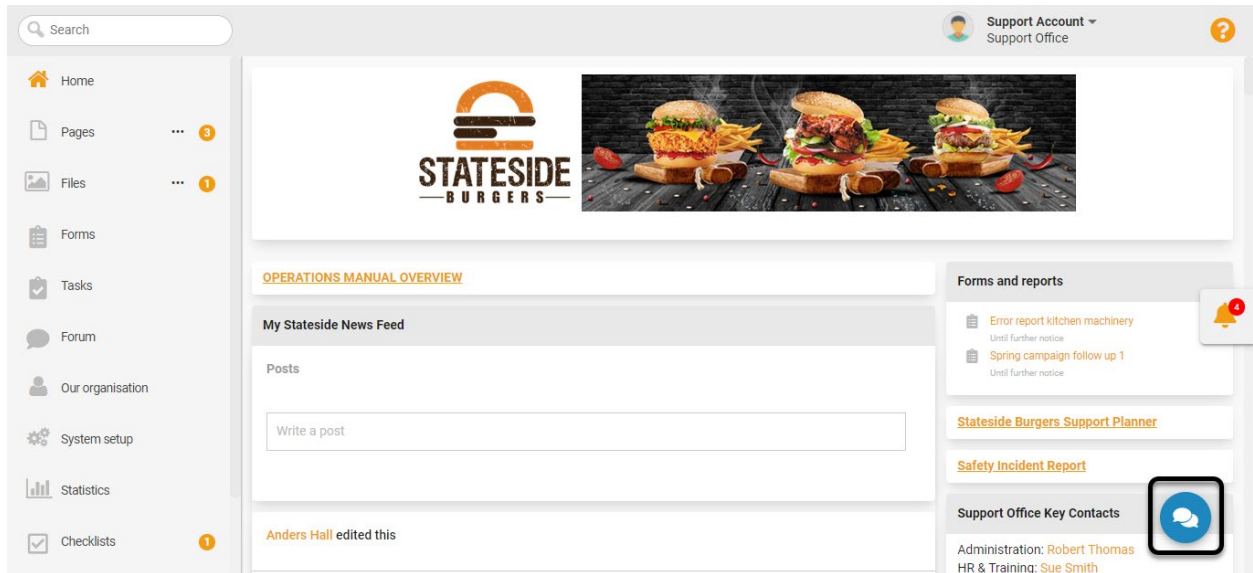 Search
Support Account
Support Office
?
Home
Pages ... 3
Files ... 1
Forms
Tasks
Forum
Our organisation
System setup
Statistics
Checklists 1
STATESIDE
BURGERS
OPERATIONS MANUAL OVERVIEW
My Stateside News Feed
Posts
Write a post
Anders Hall edited this
Forms and reports
4
Error report kitchen machinery
Until further notice
Spring campaign follow up 1
Until further notice
Stateside Burgers Support Planner
Safety Incident Report
Support Office Key Contacts
Administration: Robert Thomas
HR & Training: Sue Smith